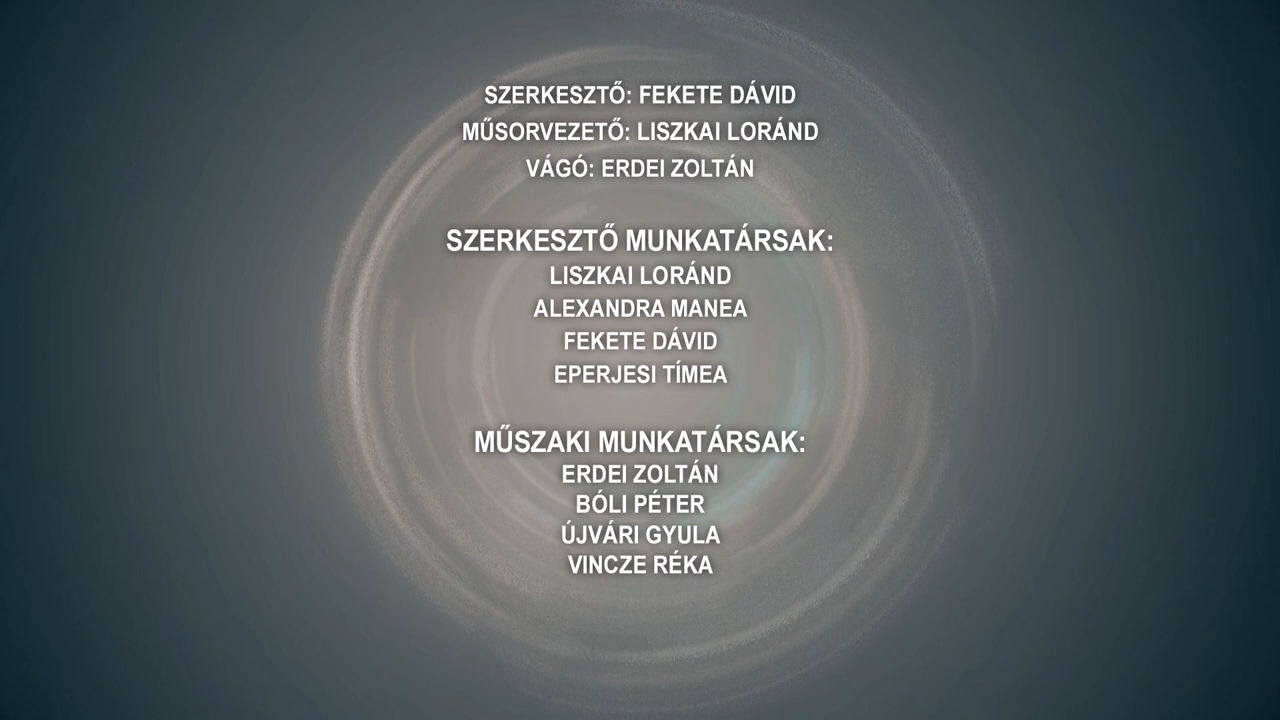 SZERKESZTŐ: FEKETE DÁVID
MŰSORVEZETŐ: LISZKAI LORÁND
VÁGÓ: ERDEI ZOLTÁN
SZERKESZTŐ MUNKATÁRSAK:
LISZKAI LORÁND
ALEXANDRA MANEA
FEKETE DÁVID
EPERJESI TÍMEA
MŰSZAKI MUNKATÁRSAK:
ERDEI ZOLTÁN
BÓLI PÉTER
ÚJVÁRI GYULA
VINCZE RÉKA